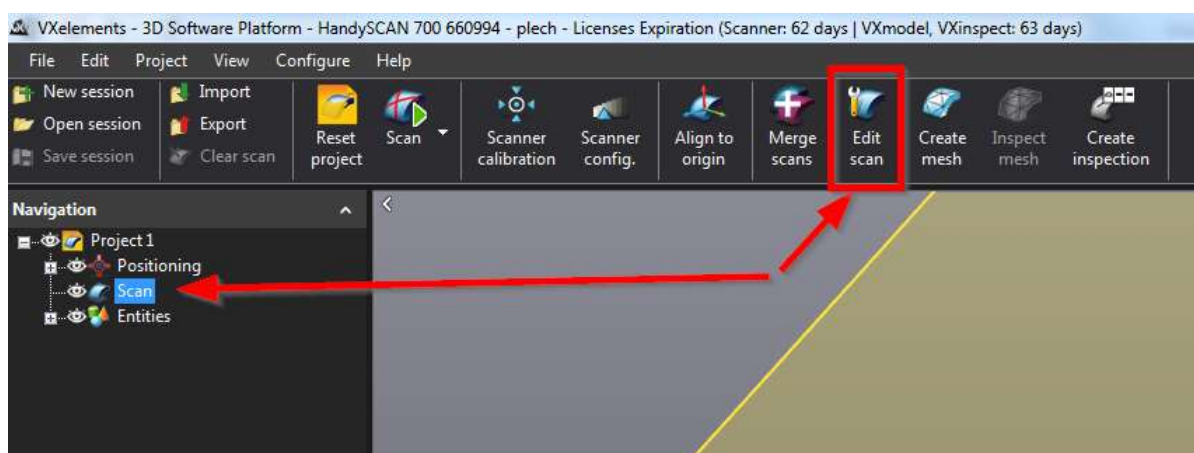 VXelements - 3D Software Platform - HandySCAN 700 660994 - plech - Licenses Expiration (Scanner: 62 days | VXmodel, VXinspect: 63 days)
File Edit Project View Configure Help
New session
Open session
Save session
Import
Export
Clear scan
Reset
project
Scan
Scanner
calibration
Scanner
config.
Align to
origin
Merge
scans
Edit
scan
Create
mesh
Inspect
mesh
Create
inspection
Navigation
Project 1
Positioning
Scan
Entities